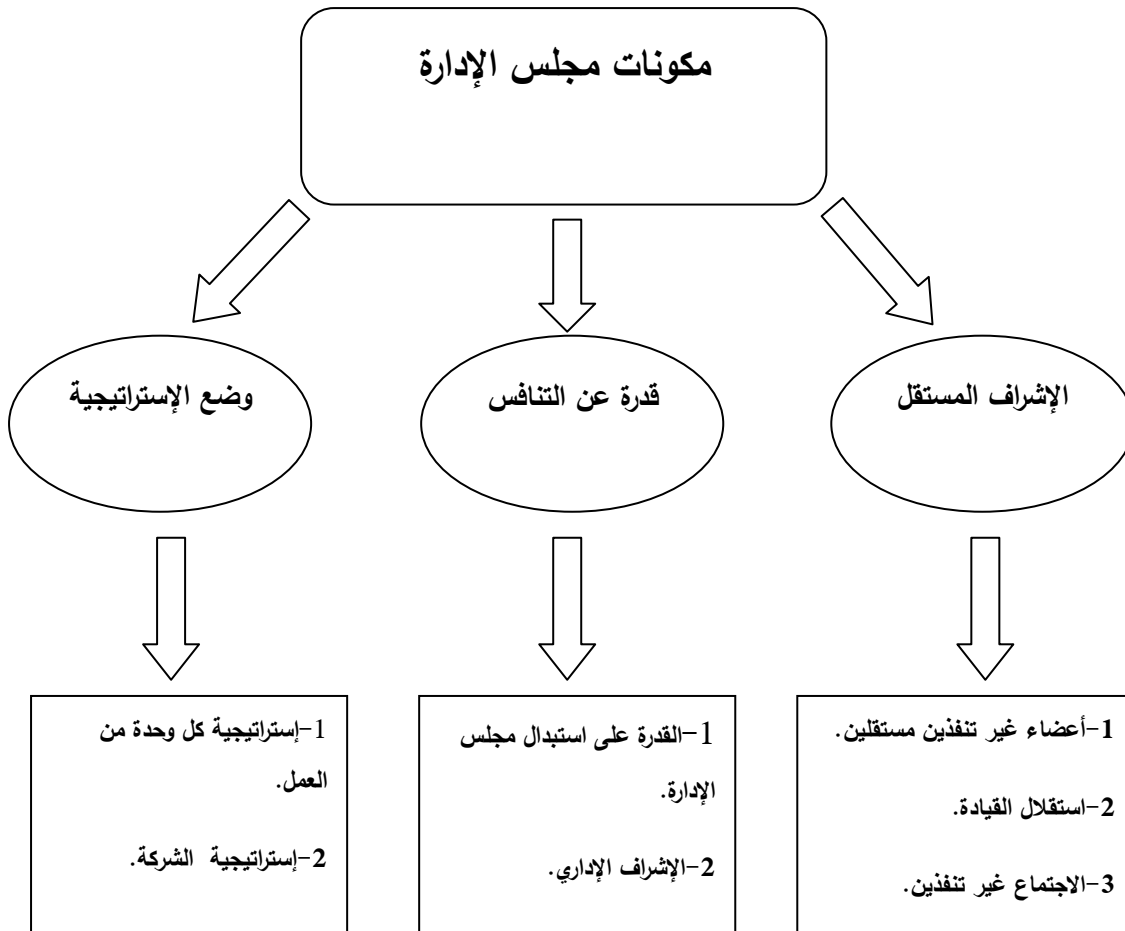 مكونات مجلس الإدارة
الإشراف المستقل
قدرة عن التنافس
وضع الإستراتيجية
1-أعضاء غير تنفذين مستقلين.
2-استقلال القيادة.
3-الاجتماع غير تنفذين.
1-القدرة على استبدال مجلس
الإدارة.
2-الإشراف الإداري.
1-إستراتيجية كل وحدة من
العمل.
2-إستراتيجية الشركة.